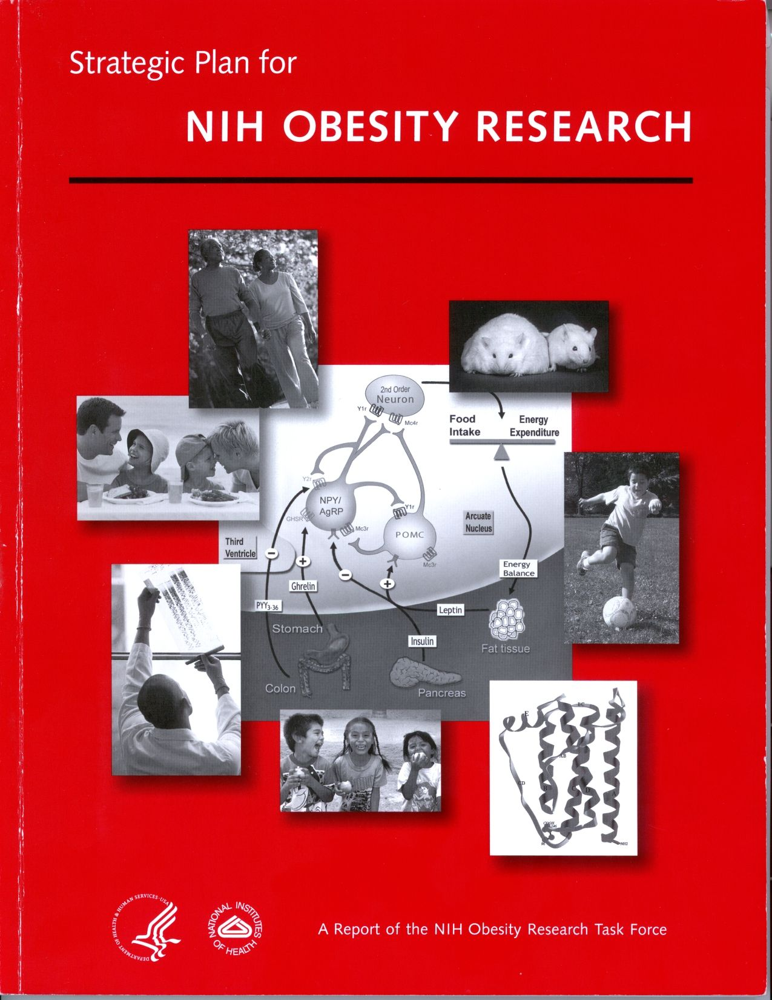 Strategic Plan for
NIH OBESITY RESEARCH
2nd Order
Neuron
Y1r
Mc4r
Food
Intake
Energy
Expenditure
Y2r
NPY/
AgRP
GHSR
Y1r
Mc3r
POMC
Mc3r
Arcuate
Nucleus
Third
Ventricle
−
+
−
+
Energy
Balance
Ghrelin
PYY3-36
Leptin
Stomach
Insulin
Fat tissue
Colon
Pancreas
E
BC
AB
CD
B
C
D
A
COOH
146
96
NH2
DEPARTMENT OF HEALTH & HUMAN SERVICES·USA
NATIONAL INSTITUTES
OF HEALTH
A Report of the NIH Obesity Research Task Force